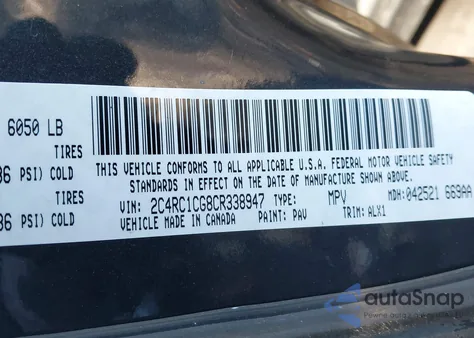 6050 LB
TIRES
36 PSI) COLD
TIRES
36 PSI) COLD
THIS VEHICLE CONFORMS TO ALL APPLICABLE U.S.A. FEDERAL MOTOR VEHICLE SAFETY
STANDARDS IN EFFECT ON THE DATE OF MANUFACTURE SHOWN ABOVE.
VIN: 2C4RC1CG8CR338947 TYPE: MPV MDH: 042521 669AA
VEHICLE MADE IN CANADA PAINT: PAV TRIM: ALX1
autoSnap